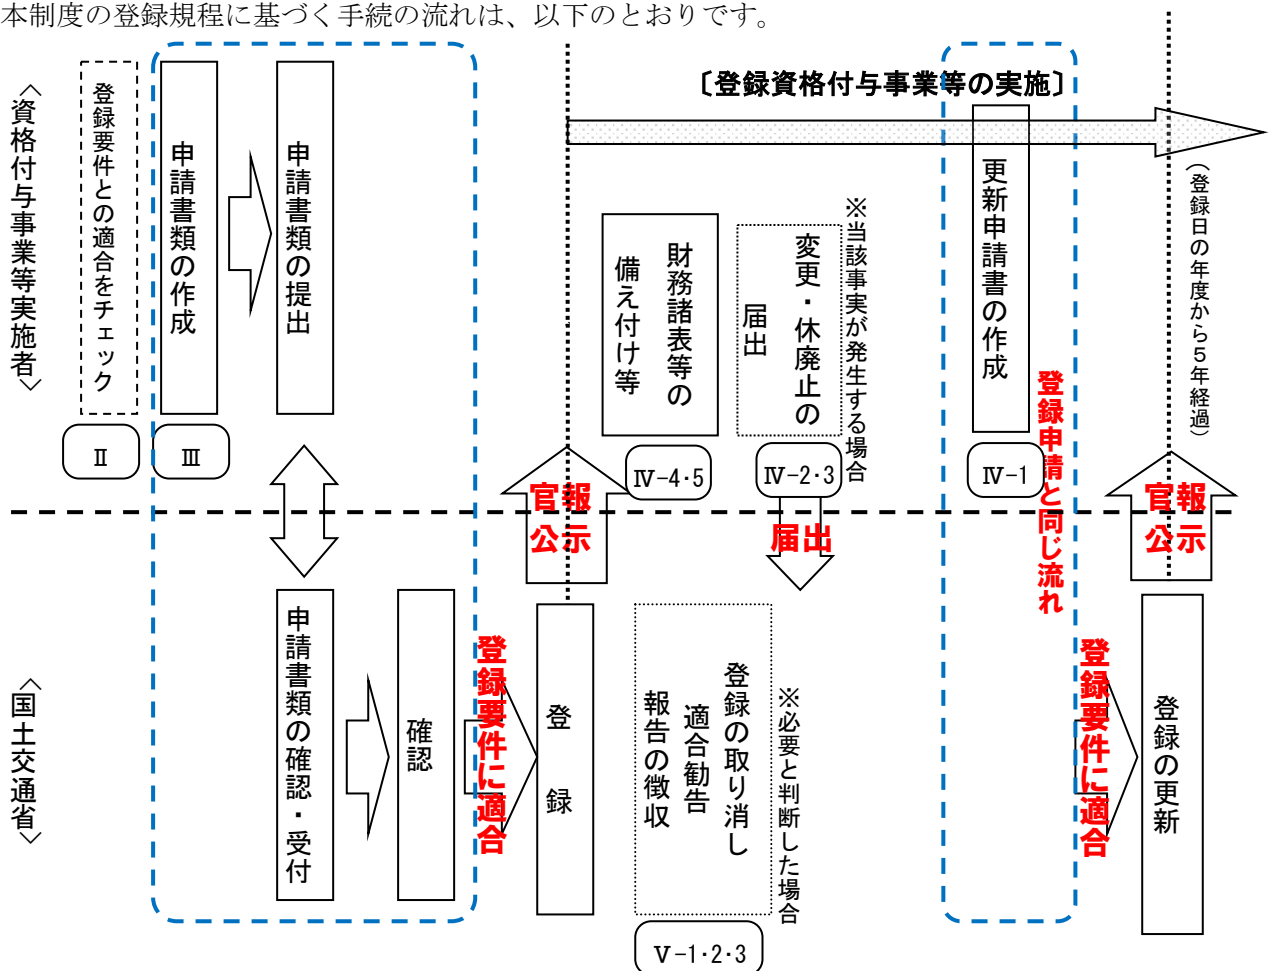 本制度の登録規程に基づく手続の流れは、以下のとおりです。
〔登録資格付与事業等の実施〕
〈資格付与事業等実施者〉
登録要件との適合をチェック
Ⅱ
申請書類の作成
Ⅲ
申請書類の提出
財務諸表等の
備え付け等
Ⅳ-4・5
変更・休廃止の
届出
※当該事実が発生する場合
Ⅳ-2・3
更新申請書の作成
Ⅳ-1
(登録日の年度から5年経過)
登録申請と同じ流れ
官報
公示
届出
官報
公示
〈国土交通省〉
申請書類の確認・受付
確認
登録要件に適合
登録
登録の取り消し
適合勧告
報告の徴収
※必要と判断した場合
Ⅴ-1・2・3
登録要件に適合
登録の更新